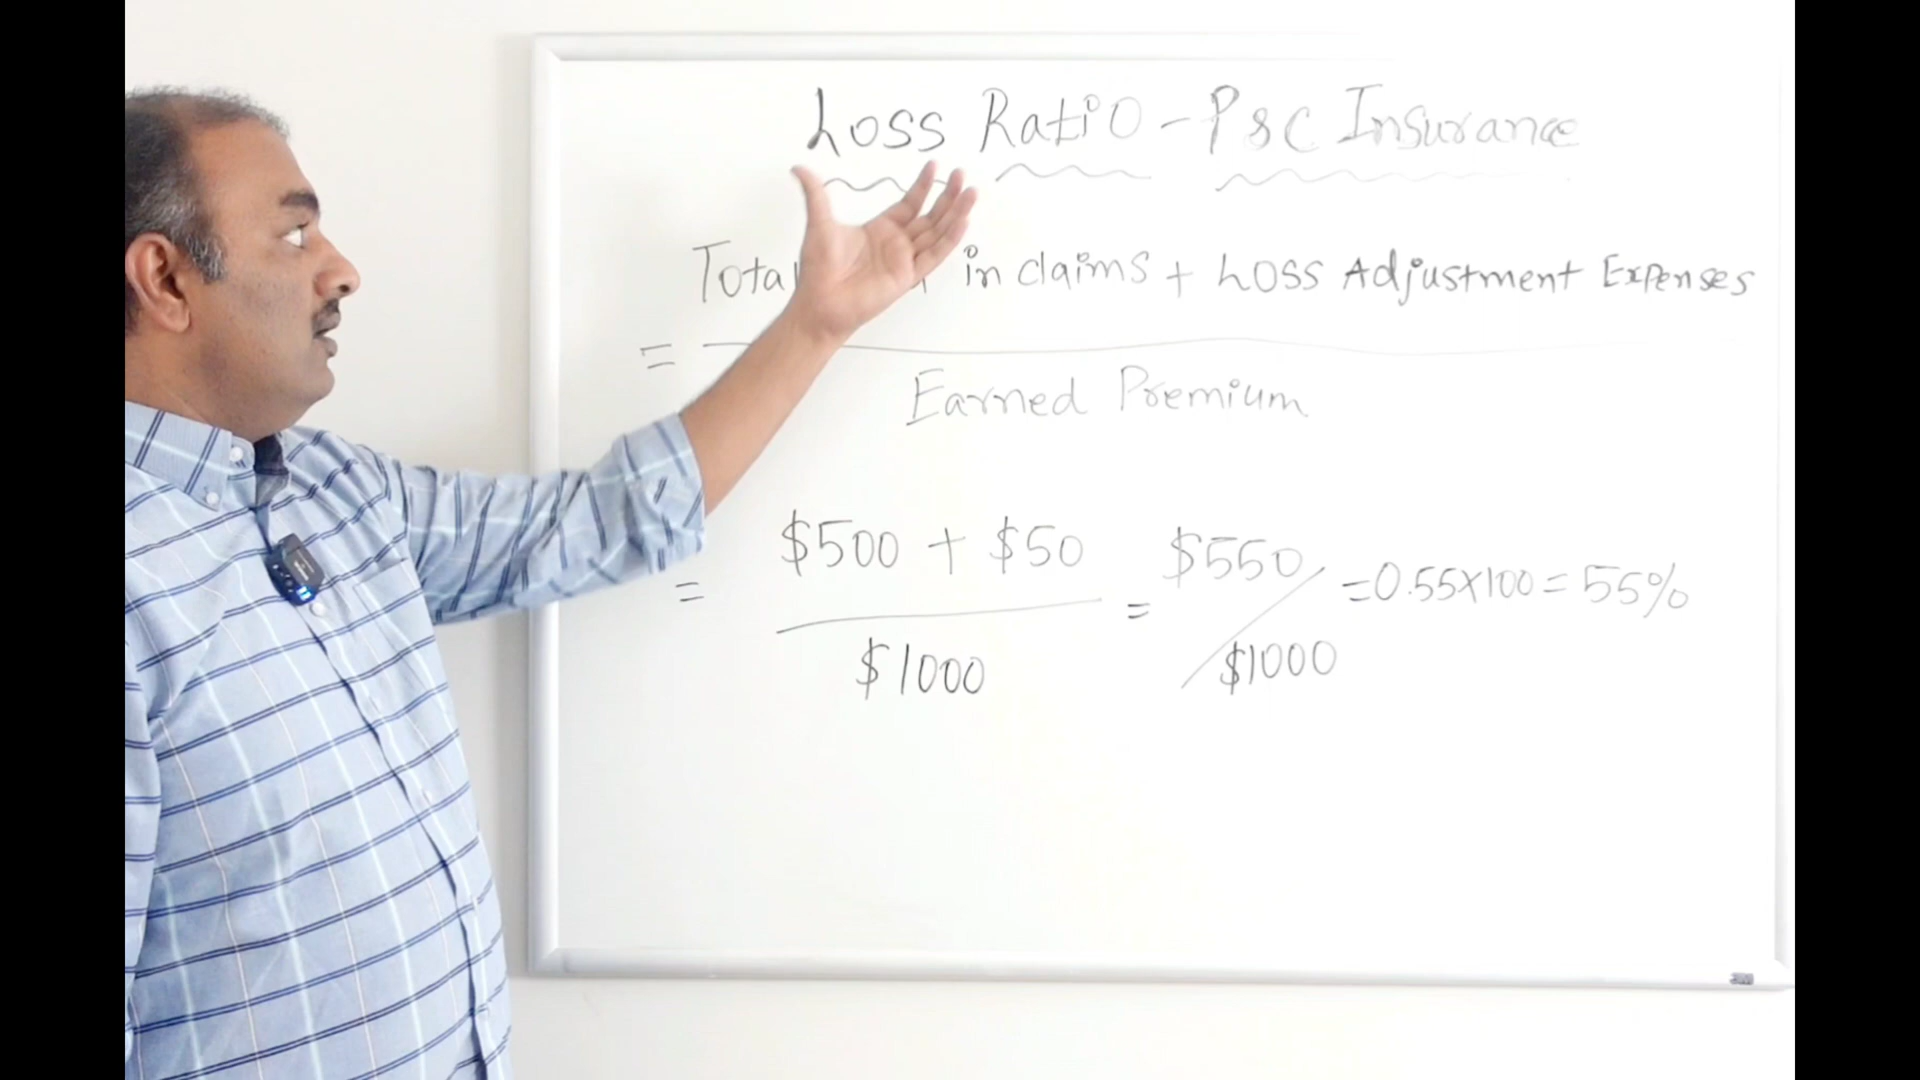 Loss Ratio - P & C Insurance
Total in claims + Loss Adjustment Expenses
=
Earned Premium
$500 + $50
= = $550/$1000 =0.55x100 = 55%
$1000